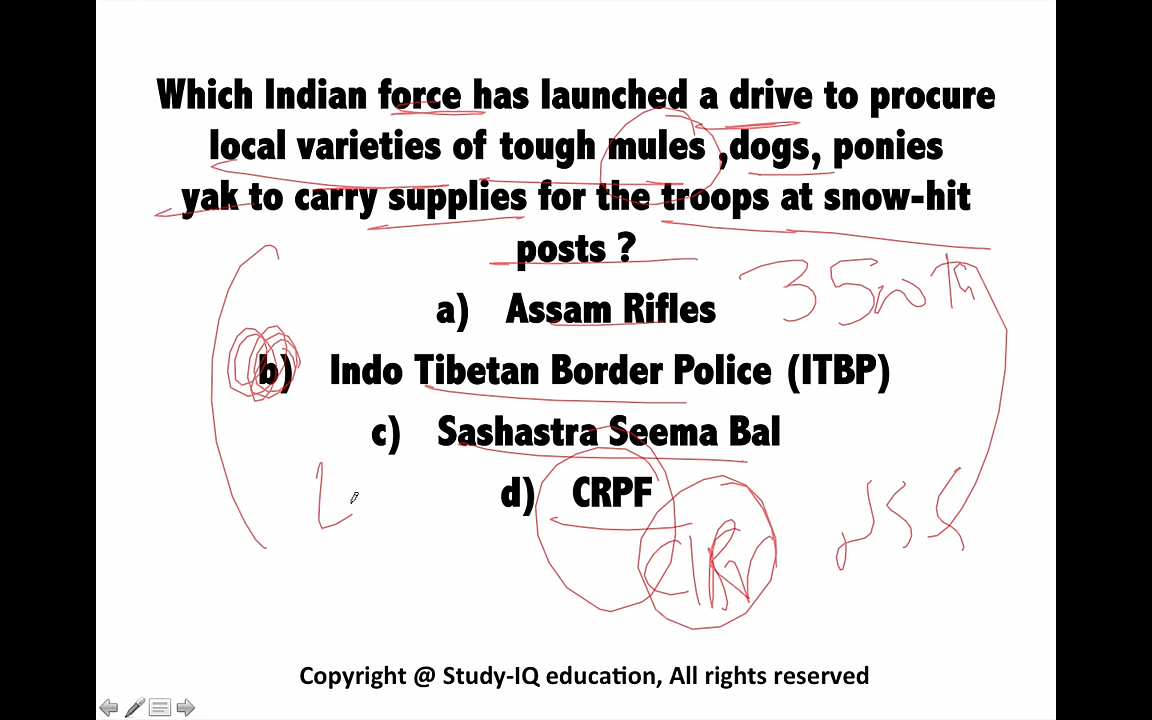 Which Indian force has launched a drive to procure
local varieties of tough mules ,dogs, ponies
yak to carry supplies for the troops at snow-hit
posts ?
a) Assam Rifles
b) Indo Tibetan Border Police (ITBP)
c) Sashastra Seema Bal
d) CRPF
Copyright @ Study-IQ education, All rights reserved